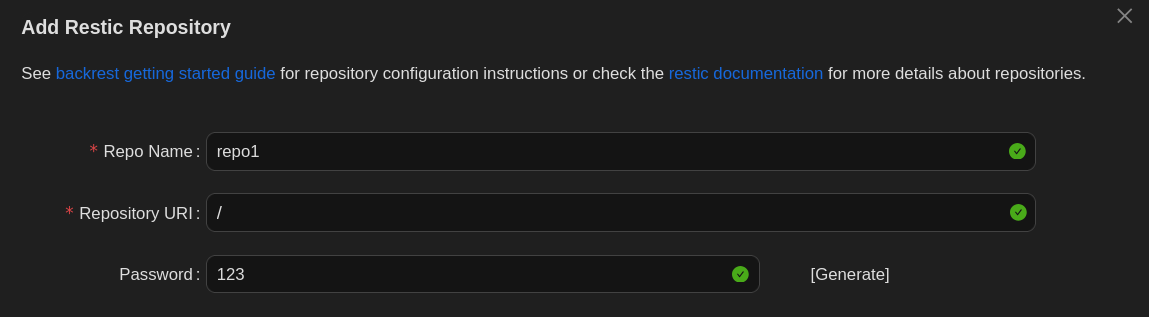 Add Restic Repository
See backrest getting started guide for repository configuration instructions or check the restic documentation for more details about repositories.
* Repo Name : repo1
* Repository URI : /
Password : 123 [Generate]